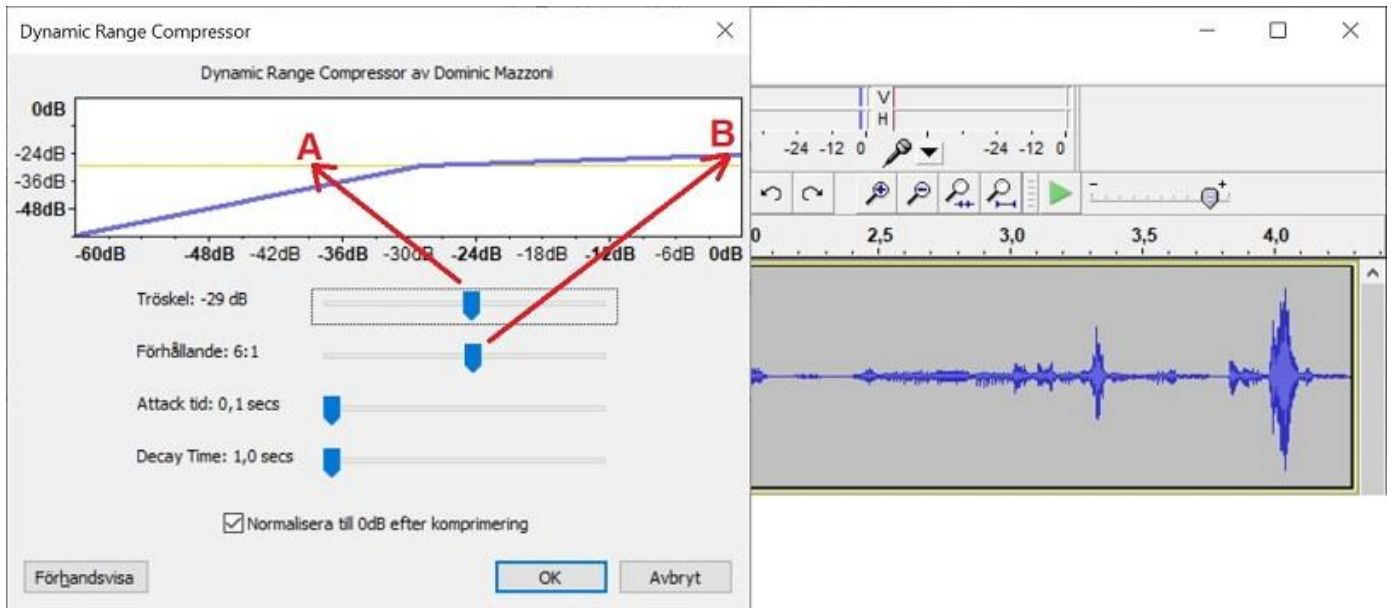 Dynamic Range Compressor
Dynamic Range Compressor av Dominic Mazzoni
0dB
-24dB
-36dB
-48dB
A
B
-60dB -48dB -42dB -36dB -30dB -24dB -18dB -12dB -6dB 0dB
Tröskel: -29 dB
Förhållande: 6:1
Attack tid: 0,1 secs
Decay Time: 1,0 secs
Normalisera till 0dB efter komprimering
Förhandsvisa
OK
Avbryt
V
H
-24 -12 0
-24 -12 0
- +
0 2,5 3,0 3,5 4,0